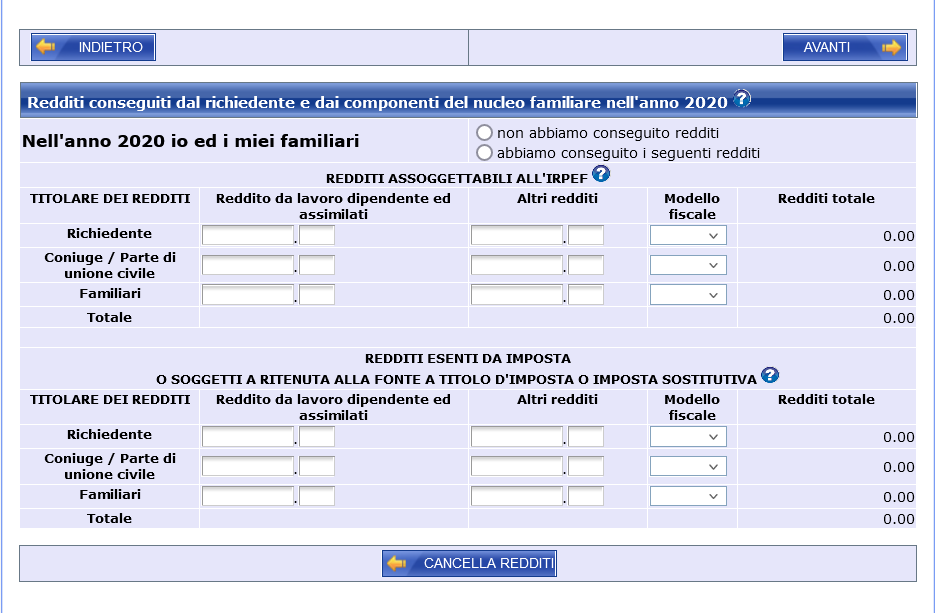 INDIETRO AVANTI
Redditi conseguiti dal richiedente e dai componenti del nucleo familiare nell'anno 2020 ?
Nell'anno 2020 io ed i miei familiari
non abbiamo conseguito redditi
abbiamo conseguito i seguenti redditi
REDDITI ASSOGGETTABILI ALL'IRPEF ?
TITOLARE DEI REDDITI Reddito da lavoro dipendente ed assimilati Altri redditi Modello fiscale Redditi totale
Richiedente . . 0.00
Coniuge / Parte di unione civile . . 0.00
Familiari . . 0.00
Totale 0.00
REDDITI ESENTI DA IMPOSTA
O SOGGETTI A RITENUTA ALLA FONTE A TITOLO D'IMPOSTA O IMPOSTA SOSTITUTIVA ?
TITOLARE DEI REDDITI Reddito da lavoro dipendente ed assimilati Altri redditi Modello fiscale Redditi totale
Richiedente . . 0.00
Coniuge / Parte di unione civile . . 0.00
Familiari . . 0.00
Totale 0.00
CANCELLA REDDITI